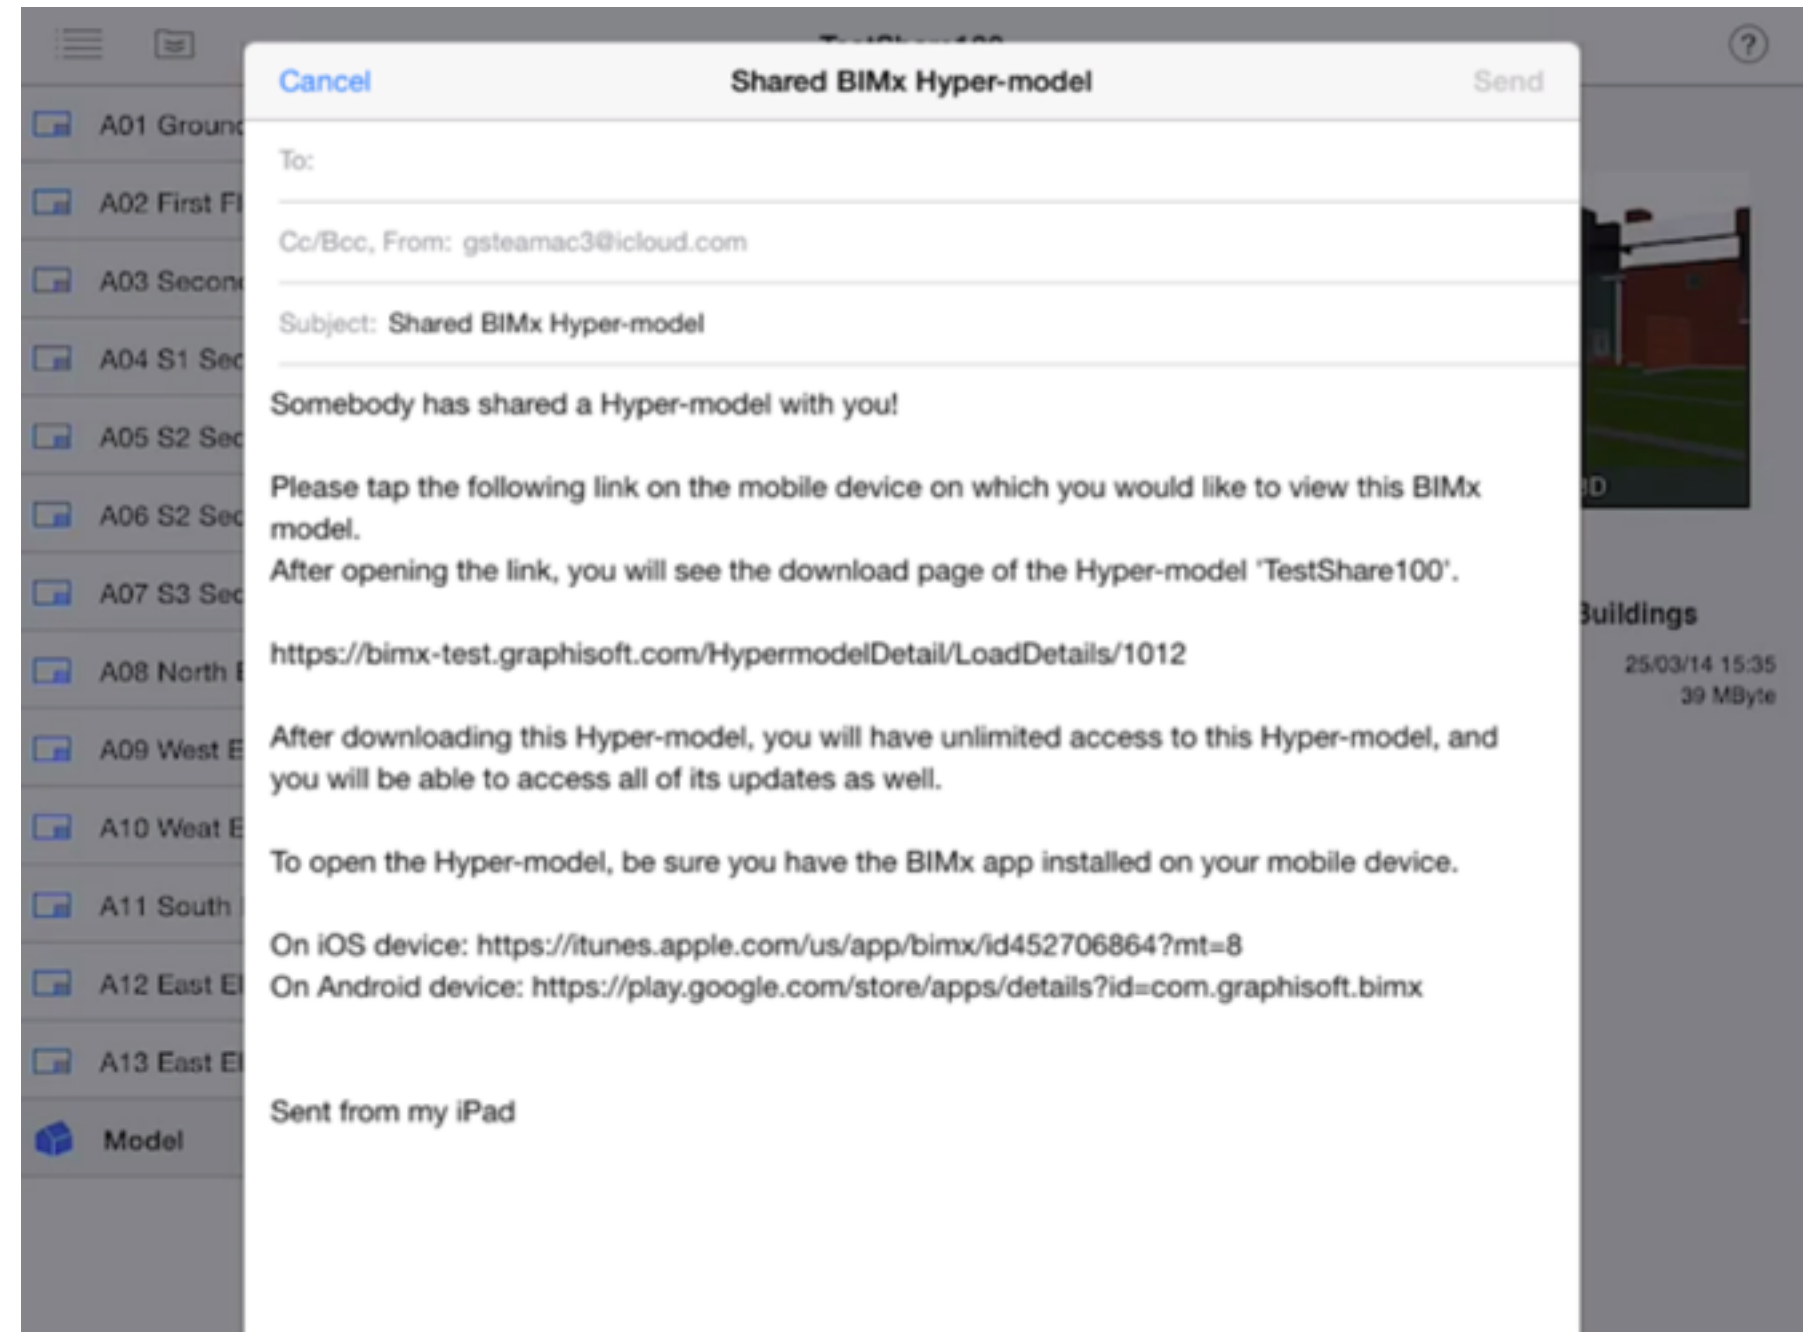 TestShare100
?
Cancel
Shared BIMx Hyper-model
Send
To:
Cc/Bcc, From: gsteamac3@icloud.com
Subject: Shared BIMx Hyper-model
Somebody has shared a Hyper-model with you!
Please tap the following link on the mobile device on which you would like to view this BIMx
model.
After opening the link, you will see the download page of the Hyper-model 'TestShare100'.
https://bimx-test.graphisoft.com/HypermodelDetail/LoadDetails/1012
After downloading this Hyper-model, you will have unlimited access to this Hyper-model, and
you will be able to access all of its updates as well.
To open the Hyper-model, be sure you have the BIMx app installed on your mobile device.
On iOS device: https://itunes.apple.com/us/app/bimx/id452706864?mt=8
On Android device: https://play.google.com/store/apps/details?id=com.graphisoft.bimx
Sent from my iPad
A01 Ground
A02 First Fl
A03 Second
A04 S1 Sec
A05 S2 Sec
A06 S2 Sec
A07 S3 Sec
A08 North E
A09 West E
A10 Weat E
A11 South
A12 East El
A13 East El
Model
3D
Buildings
25/03/14 15:35
39 MByte